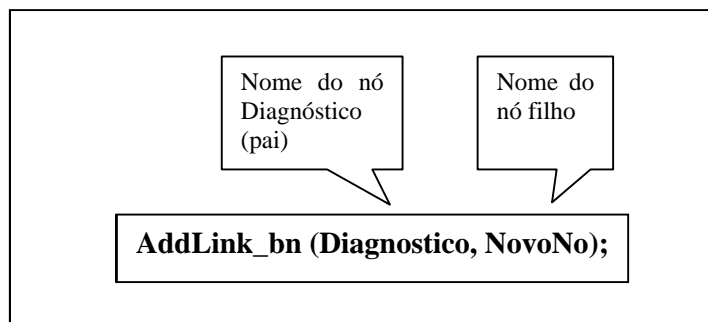 Nome do nó
Diagnóstico
(pai)
Nome do
nó filho
AddLink_bn (Diagnostico, NovoNo);